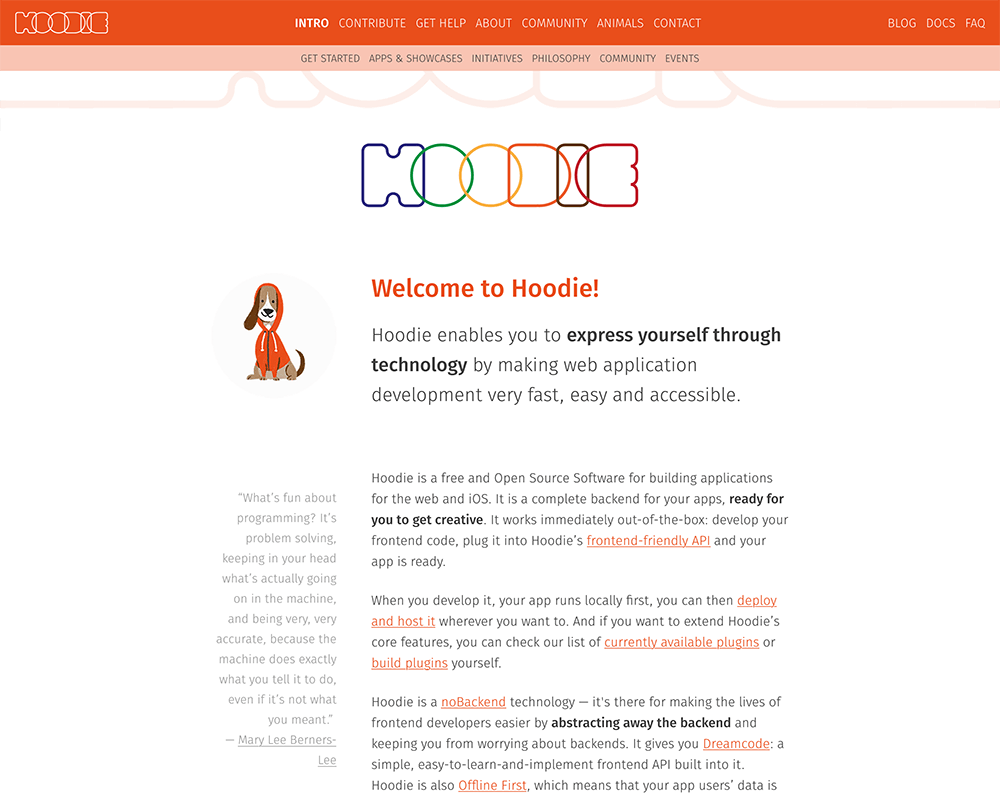 HOODIE INTRO CONTRIBUTE GET HELP ABOUT COMMUNITY ANIMALS CONTACT BLOG DOCS FAQ
GET STARTED APPS & SHOWCASES INITIATIVES PHILOSOPHY COMMUNITY EVENTS
HOODIE
Welcome to Hoodie!
Hoodie enables you to express yourself through
technology by making web application
development very fast, easy and accessible.
“What’s fun about
programming? It’s
problem solving,
keeping in your head
what’s actually going
on in the machine,
and being very, very
accurate, because the
machine does exactly
what you tell it to do,
even if it’s not what
you meant.”
— Mary Lee Berners-
Lee
Hoodie is a free and Open Source Software for building applications
for the web and iOS. It is a complete backend for your apps, ready for
you to get creative. It works immediately out-of-the-box: develop your
frontend code, plug it into Hoodie’s frontend-friendly API and your
app is ready.
When you develop it, your app runs locally first, you can then deploy
and host it wherever you want to. And if you want to extend Hoodie’s
core features, you can check our list of currently available plugins or
build plugins yourself.
Hoodie is a noBackend technology — it's there for making the lives of
frontend developers easier by abstracting away the backend and
keeping you from worrying about backends. It gives you Dreamcode: a
simple, easy-to-learn-and-implement frontend API built into it.
Hoodie is also Offline First, which means that your app users’ data is